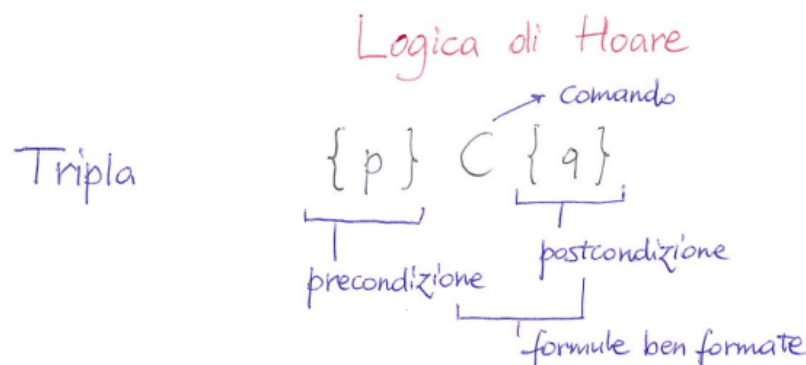 Logica di Hoare
comando
Tripla {p} C {q}
precondizione
postcondizione
formule ben formate